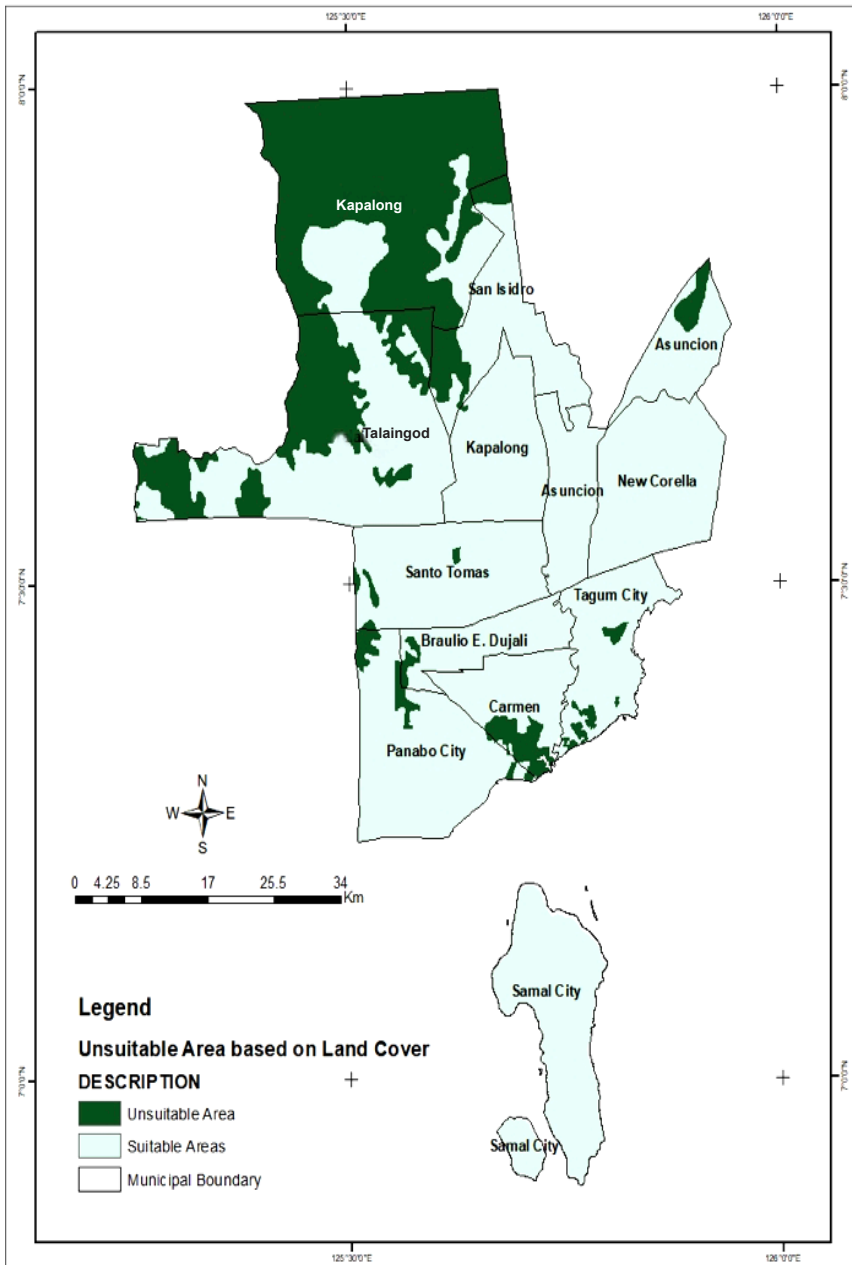 125°30'0"E
126°0'0"E
8°0'0"N
8°0'0"N
Kapalong
San Isidro
Asuncion
Talaingod
Kapalong
Asuncion
New Corella
7°30'0"N
7°30'0"N
Santo Tomas
Tagum City
Braulio E. Dujali
Carmen
Panabo City
N
W
E
S
0 4.25 8.5 17 25.5 34
Km
Samal City
Samal City
Legend
Unsuitable Area based on Land Cover
DESCRIPTION
Unsuitable Area
Suitable Areas
Municipal Boundary
7°0'0"N
7°0'0"N
125°30'0"E
126°0'0"E